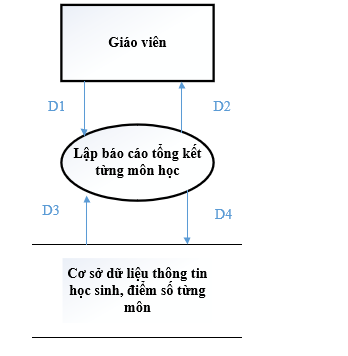 Giáo viên
D1
D2
Lập báo cáo tổng kết
từng môn học
D3
D4
Cơ sở dữ liệu thông tin
học sinh, điểm số từng
môn